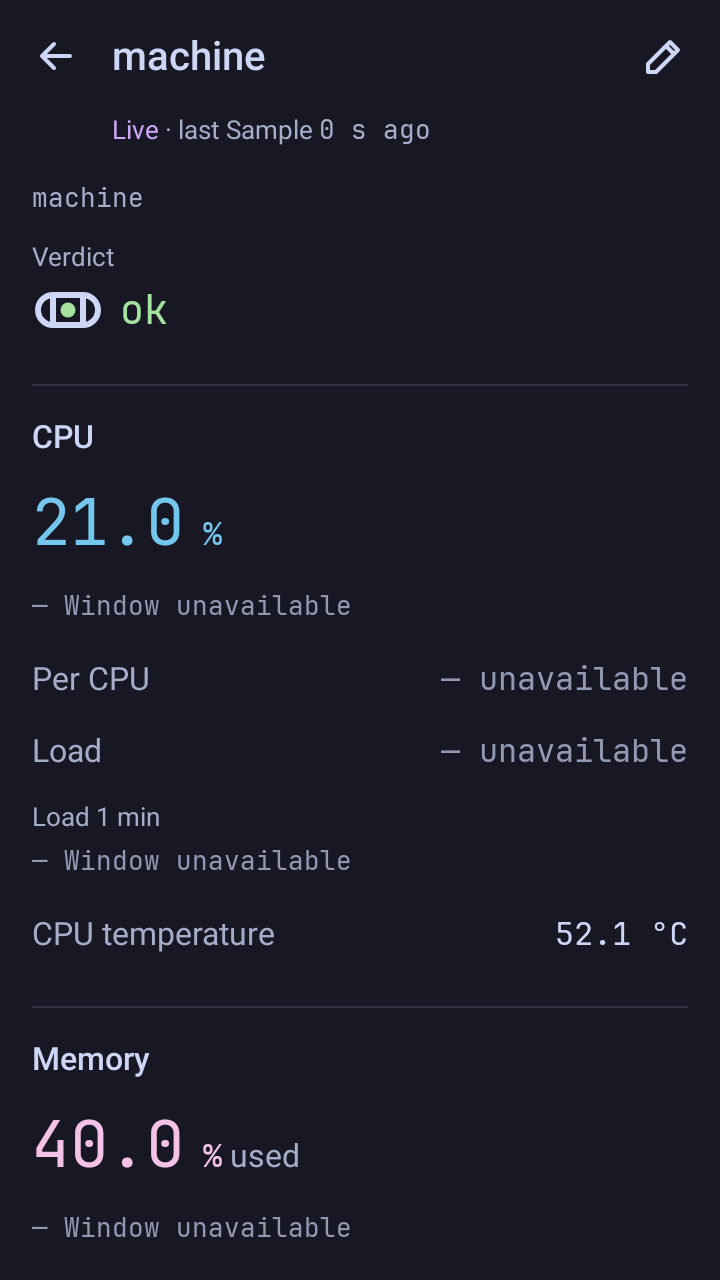 machine
Live · last Sample 0 s ago
machine
Verdict
ok
CPU
21.0 %
— Window unavailable
Per CPU — unavailable
Load — unavailable
Load 1 min
— Window unavailable
CPU temperature 52.1 °C
Memory
40.0 % used
— Window unavailable